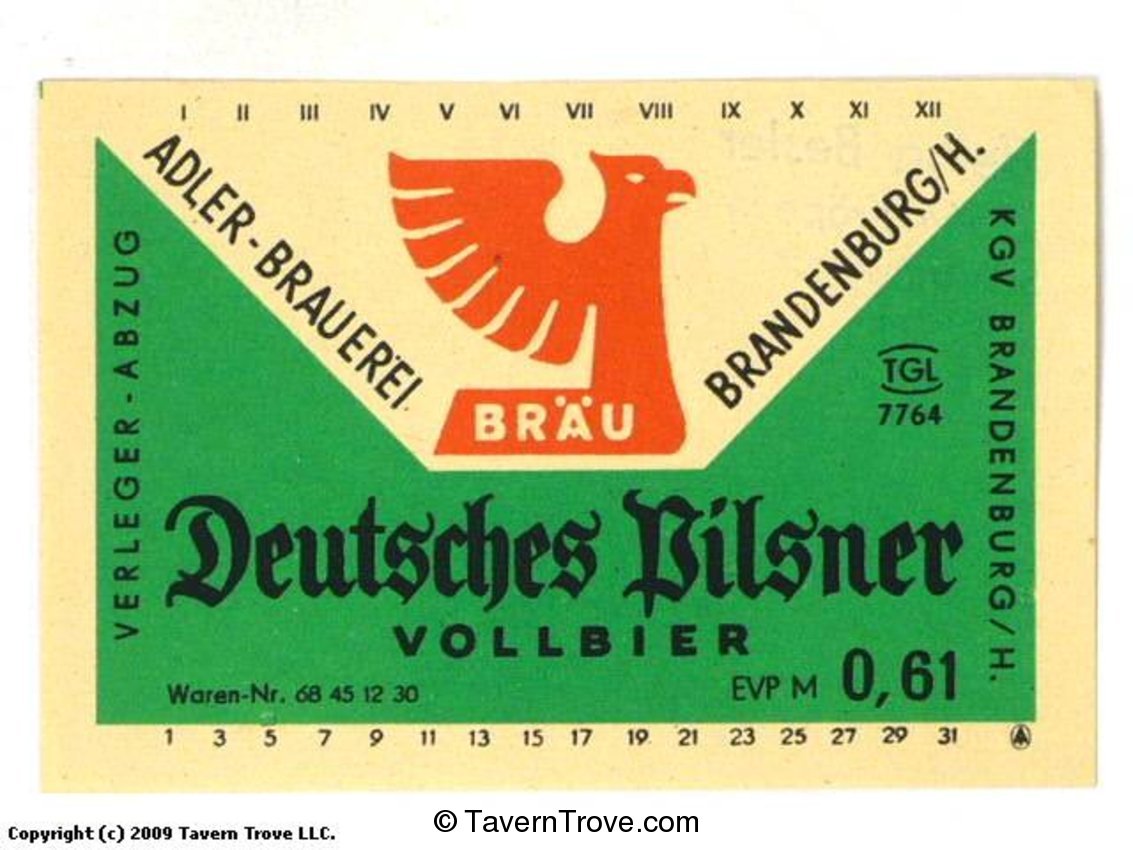 I II III IV V VI VII VIII IX X XI XII
ADLER-BRAUEREI
BRANDENBURG/H.
BRÄU
VERLEGER-ABZUG
KGV BRANDENBURG/H.
TGL
7764
Deutsches Pilsner
VOLLBIER
Waren-Nr. 68 45 12 30
EVP M 0,61
1 3 5 7 9 11 13 15 17 19 21 23 25 27 29 31
Copyright (c) 2009 Tavern Trove LLC.
© TavernTrove.com